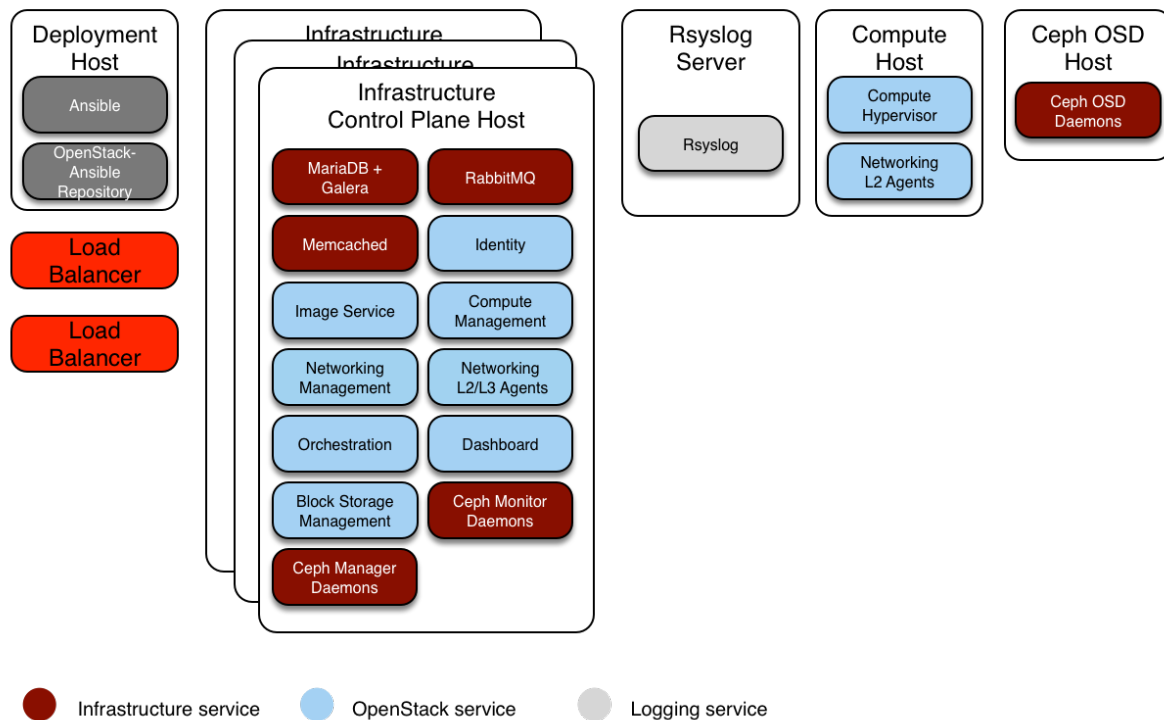 Deployment
Host
Ansible
OpenStack-
Ansible
Repository
Load
Balancer
Load
Balancer
Infrastructure
Infrastructure
Infrastructure
Control Plane Host
MariaDB +
Galera
RabbitMQ
Memcached
Identity
Image Service
Compute
Management
Networking
Management
Networking
L2/L3 Agents
Orchestration
Dashboard
Block Storage
Management
Ceph Monitor
Daemons
Ceph Manager
Daemons
Rsyslog
Server
Rsyslog
Compute
Host
Compute
Hypervisor
Networking
L2 Agents
Ceph OSD
Host
Ceph OSD
Daemons
Infrastructure service
OpenStack service
Logging service